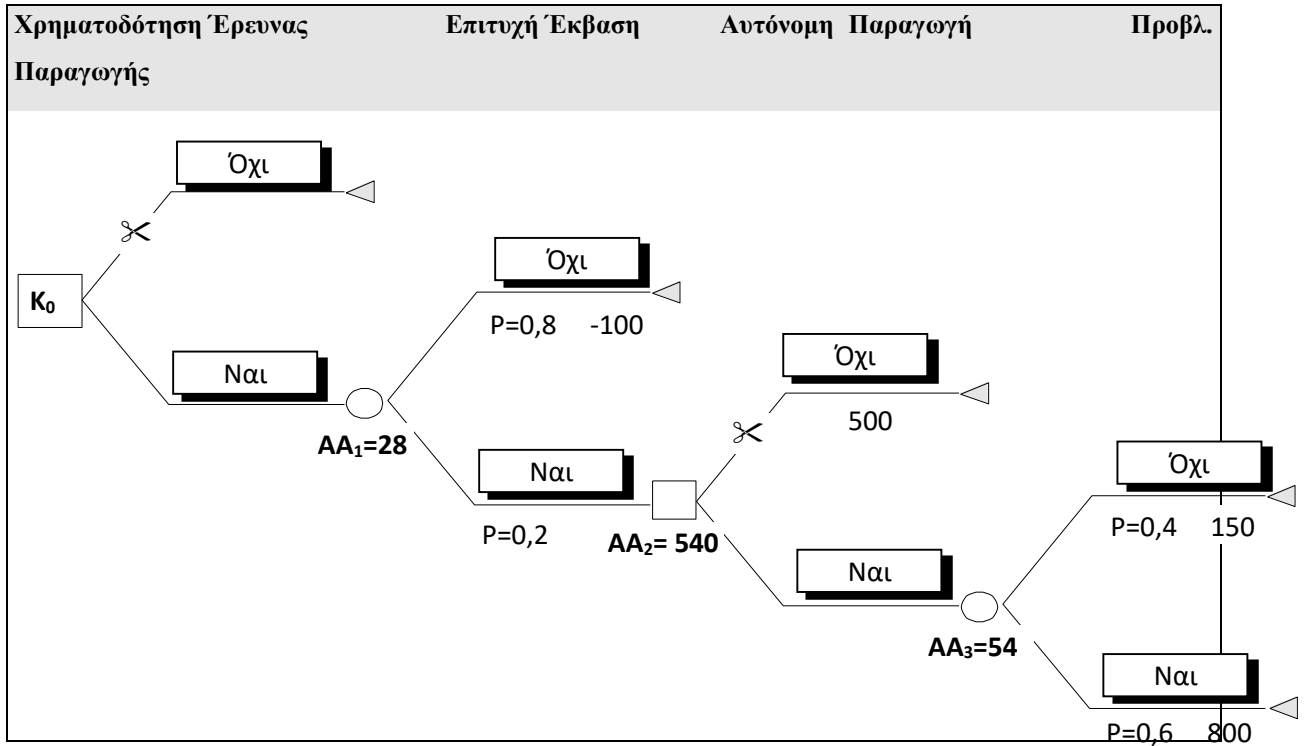 Χρηματοδότηση Έρευνας Επιτυχή Έκβαση Αυτόνομη Παραγωγή Προβλ.
Παραγωγής
Όχι
Όχι
K₀
P=0,8 -100
Όχι
Ναι
500
AA₁=28
Ναι
Όχι
P=0,2
AA₂= 540
P=0,4 150
Ναι
AA₃=54
Ναι
P=0,6 800